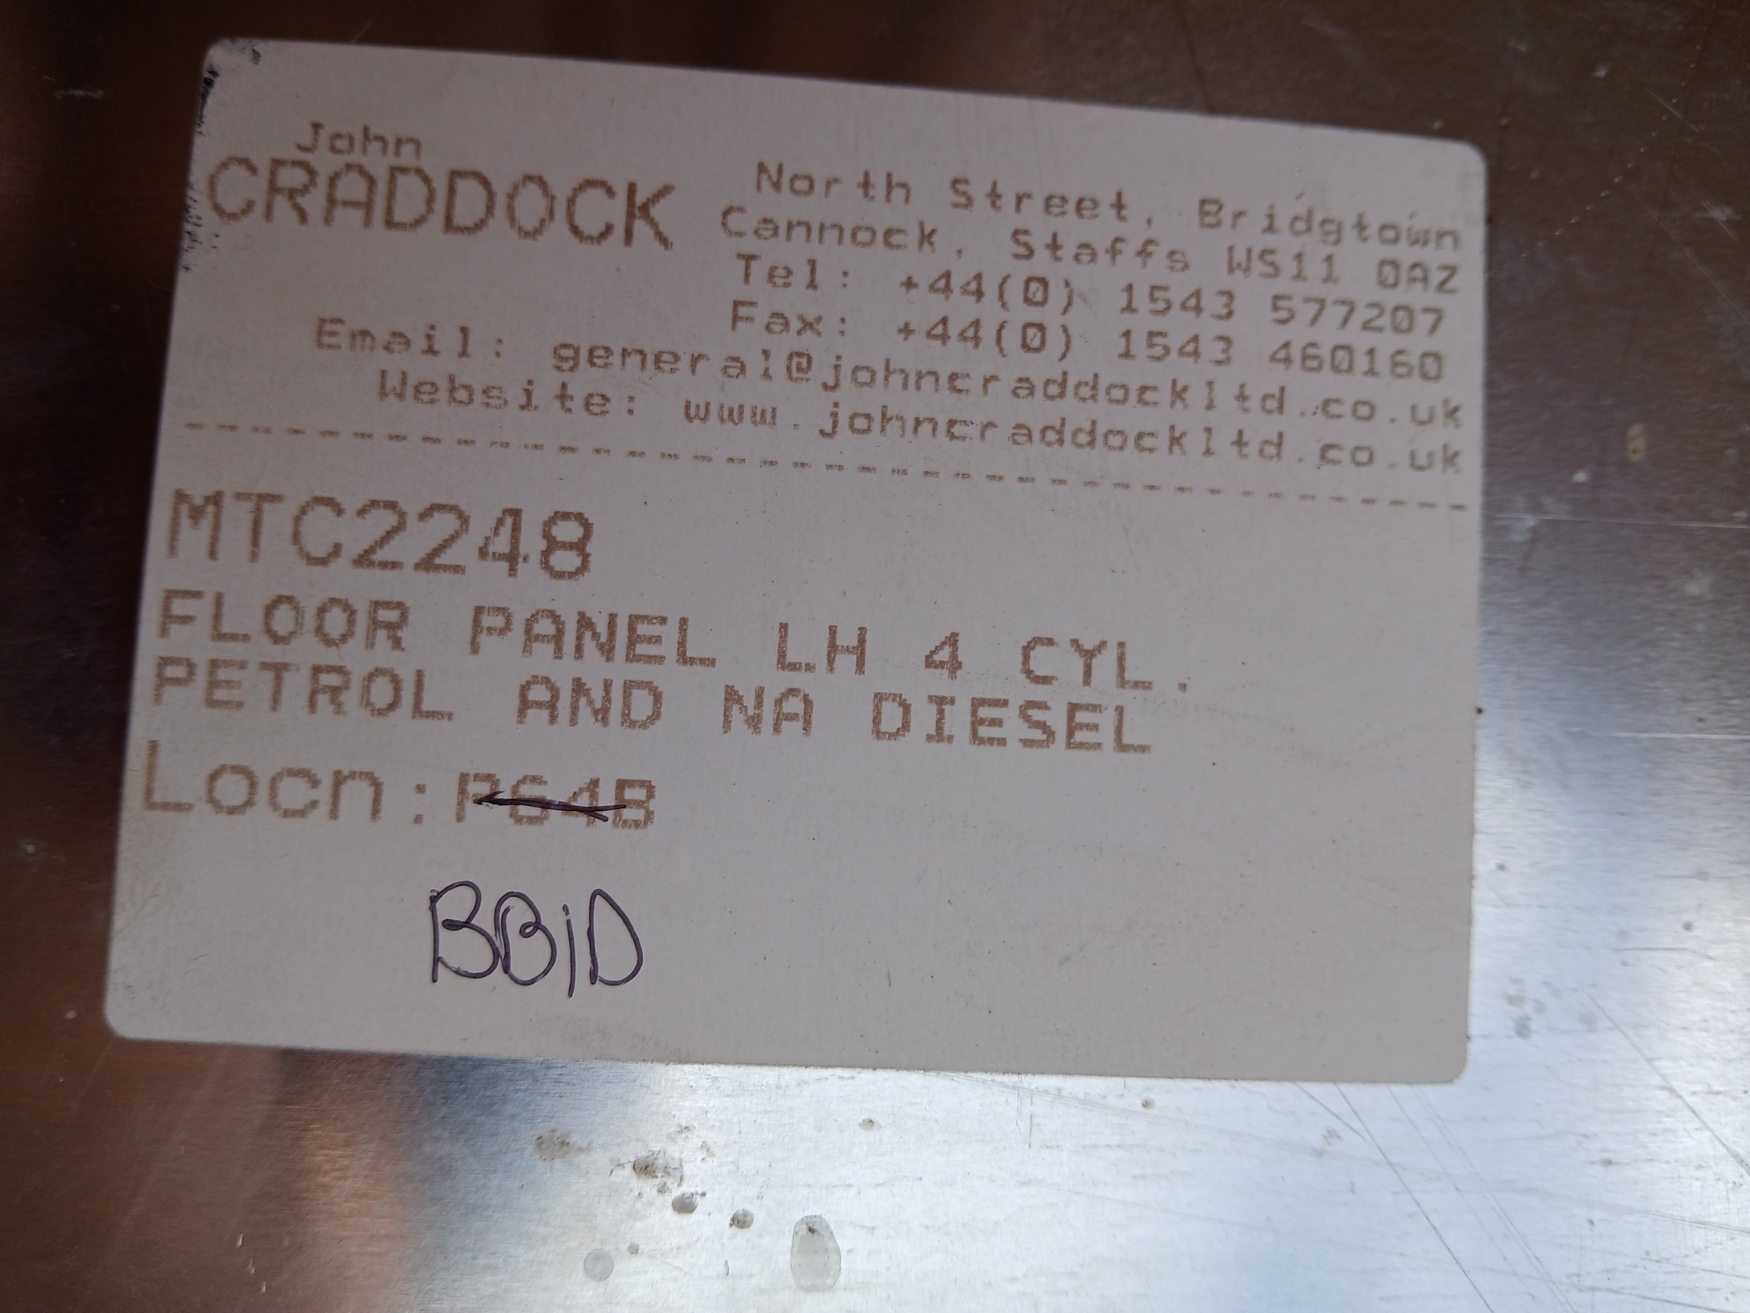 John
CRADDOCK
North Street, Bridgtown
Cannock, Staffs WS11 0AZ
Tel: +44(0) 1543 577207
Fax: +44(0) 1543 460160
Email: general@johncraddockltd.co.uk
Website: www.johncraddockltd.co.uk
MTC2248
FLOOR PANEL LH 4 CYL.
PETROL AND NA DIESEL
Locn: P64B
BB1D